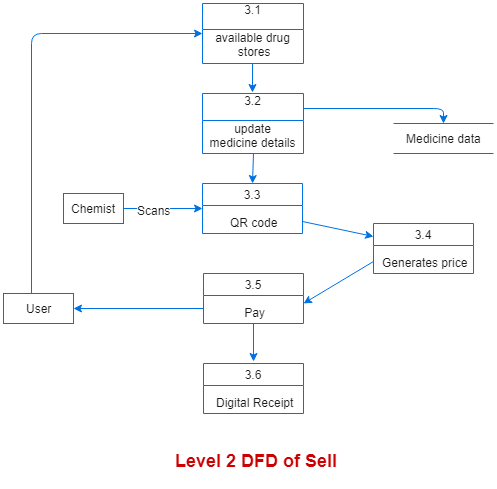 3.1
available drug
stores
3.2
update
medicine details
Medicine data
3.3
QR code
Chemist
Scans
3.4
Generates price
3.5
Pay
User
3.6
Digital Receipt
Level 2 DFD of Sell